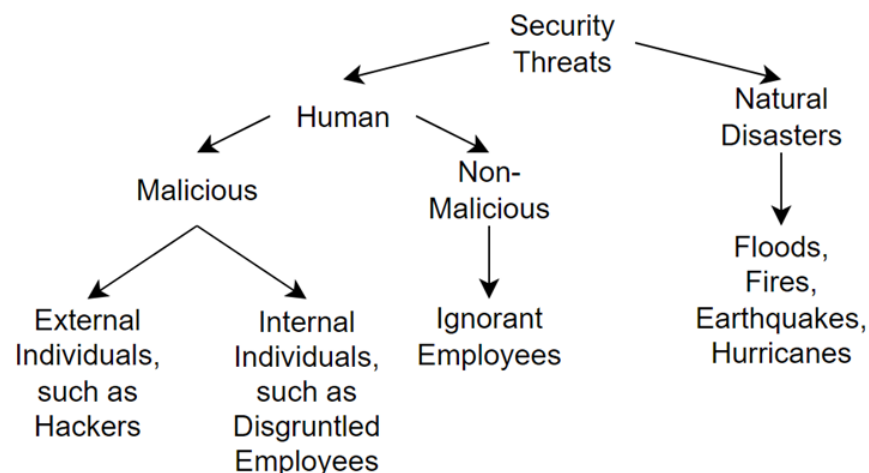 Security
Threats
Human
Natural
Disasters
Malicious
Non-
Malicious
Floods,
Fires,
Earthquakes,
Hurricanes
External
Individuals,
such as
Hackers
Internal
Individuals,
such as
Disgruntled
Employees
Ignorant
Employees